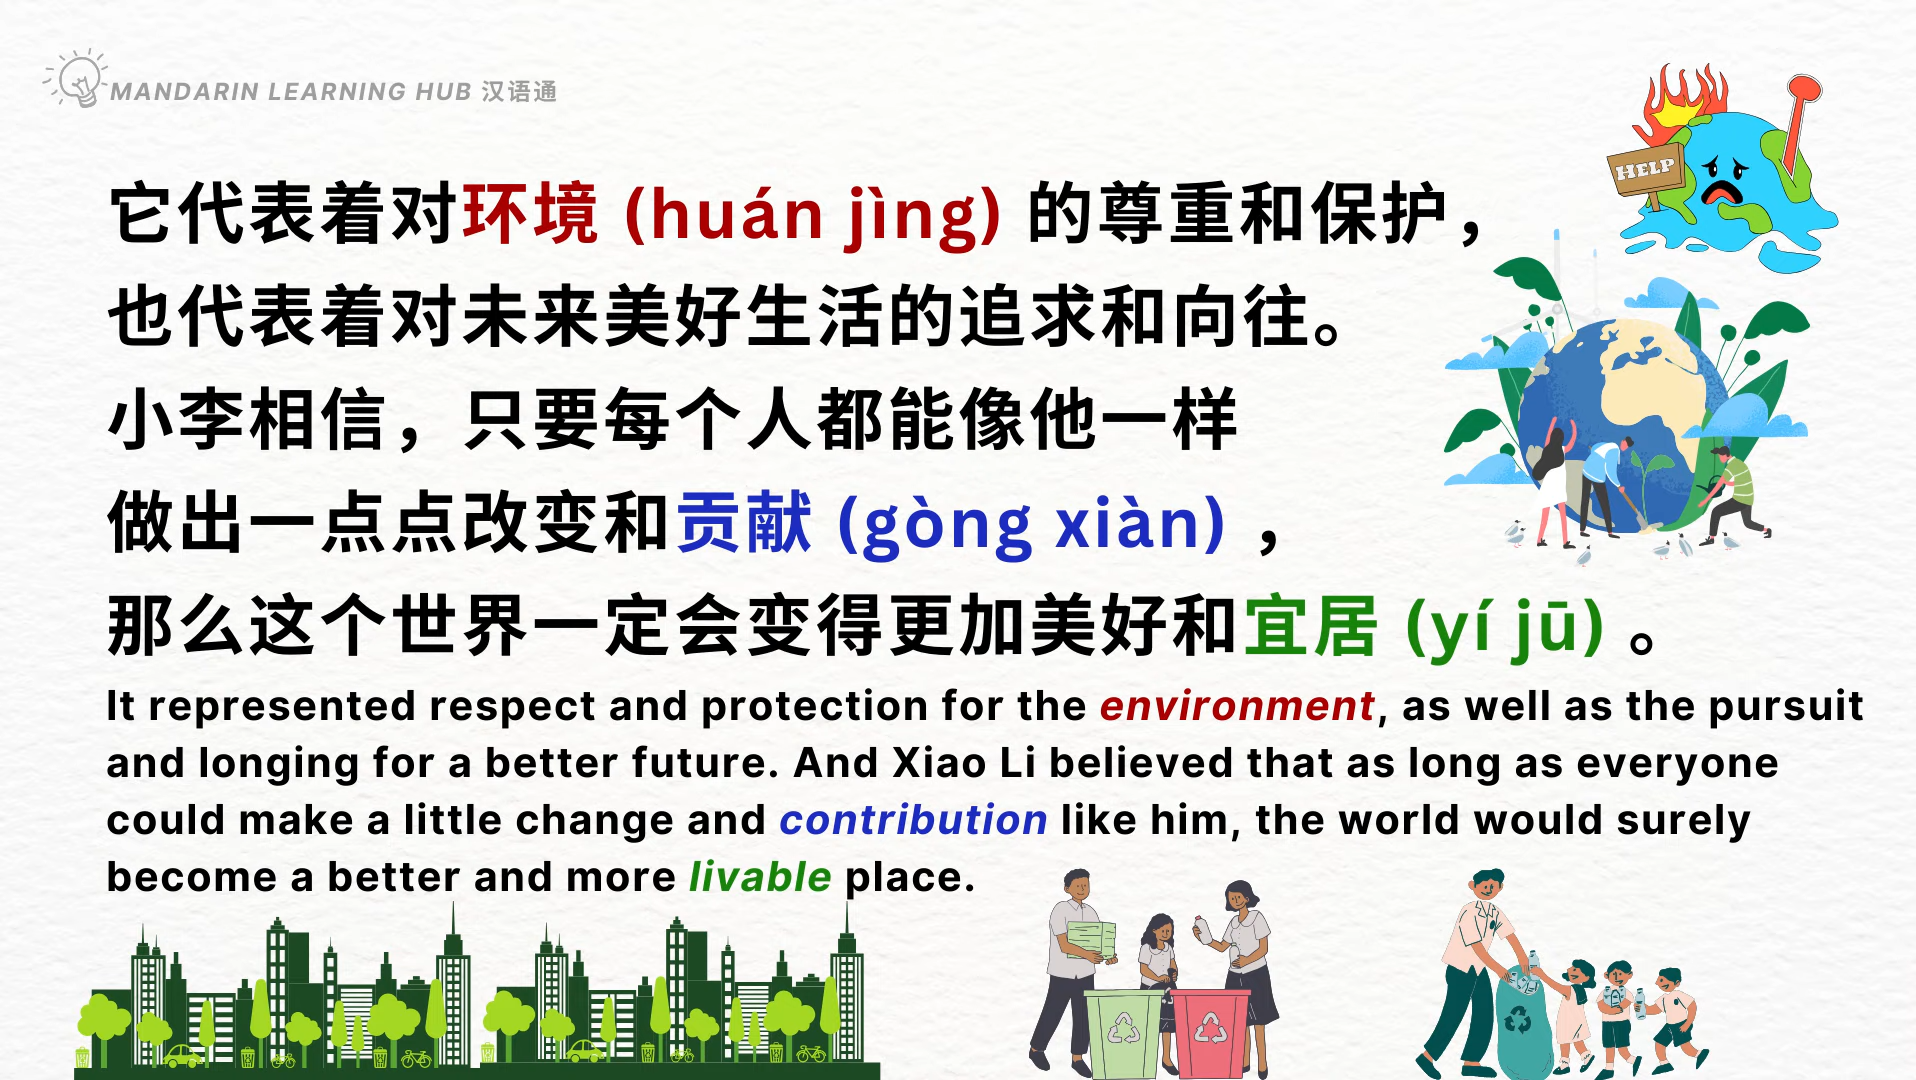 MANDARIN LEARNING HUB 汉语通
HELP
它代表着对环境 (huán jìng) 的尊重和保护，
也代表着对未来美好生活的追求和向往。
小李相信，只要每个人都能像他一样
做出一点点改变和贡献 (gòng xiàn) ，
那么这个世界一定会变得更加美好和宜居 (yí jū) 。
It represented respect and protection for the environment, as well as the pursuit
and longing for a better future. And Xiao Li believed that as long as everyone
could make a little change and contribution like him, the world would surely
become a better and more livable place.